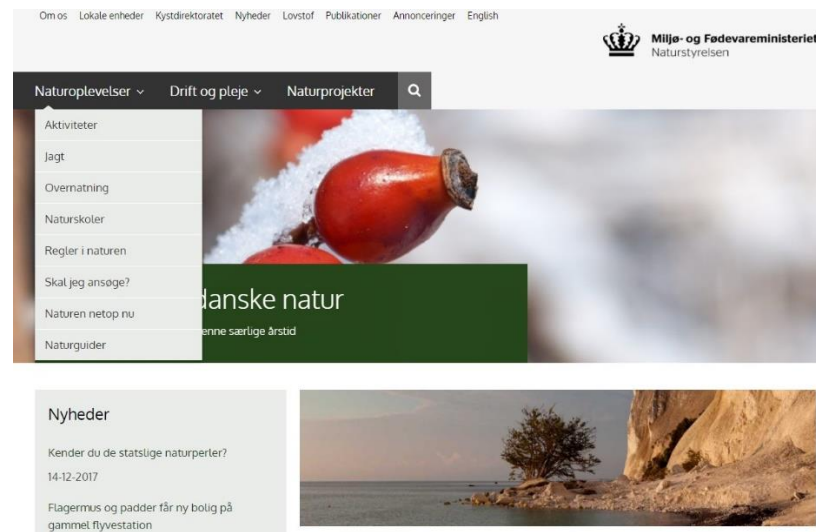 Om os Lokale enheder Kystdirektoratet Nyheder Lovstof Publikationer Annonceringer English
Miljø- og Fødevareministeriet
Naturstyrelsen
Naturoplevelser Drift og pleje Naturprojekter
Aktiviteter
Jagt
Overnatning
Naturskoler
Regler i naturen
Skal jeg ansøge?
Naturen netop nu
Naturguider
danske natur
enne særlige årstid
Nyheder
Kender du de statslige naturperler?
14-12-2017
Flagermus og padder får ny bolig på
gammel flyvestation